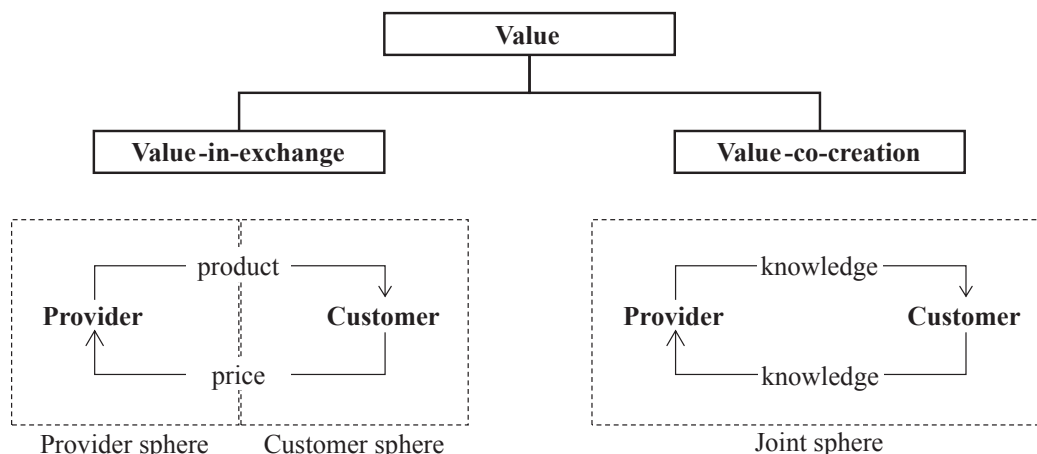 Value
Value-in-exchange
Value-co-creation
product
Provider
Customer
price
Provider sphere
Customer sphere
knowledge
Provider
Customer
knowledge
Joint sphere